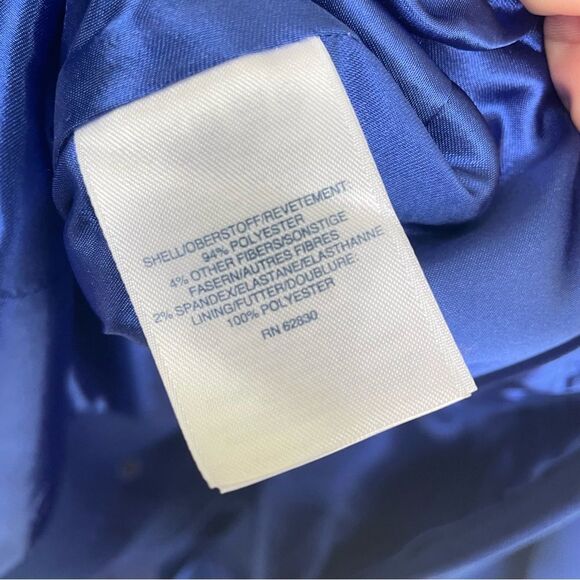 SHELL/OBERSTOFF/REVETEMENT:
94% POLYESTER
4% OTHER FIBERS/SONSTIGE
FASERN/AUTRES FIBRES
2% SPANDEX/ELASTANE/ELASTHANNE
LINING/FUTTER/DOUBLURE:
100% POLYESTER
RN 62830